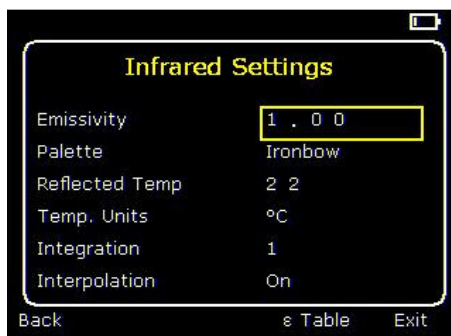 Infrared Settings
Emissivity 1 . 0 0
Palette Ironbow
Reflected Temp 2 2
Temp. Units ºC
Integration 1
Interpolation On
Back ε Table Exit